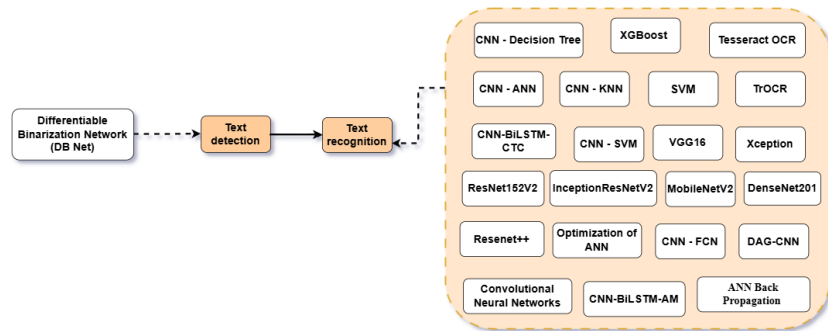 Differentiable
Binarization Network
(DB Net)
Text
detection
Text
recognition
CNN - Decision Tree
XGBoost
Tesseract OCR
CNN - ANN
CNN - KNN
SVM
TrOCR
CNN-BiLSTM-
CTC
CNN - SVM
VGG16
Xception
ResNet152V2
InceptionResNetV2
MobileNetV2
DenseNet201
Resenet++
Optimization of
ANN
CNN - FCN
DAG-CNN
Convolutional
Neural Networks
CNN-BiLSTM-AM
ANN Back
Propagation